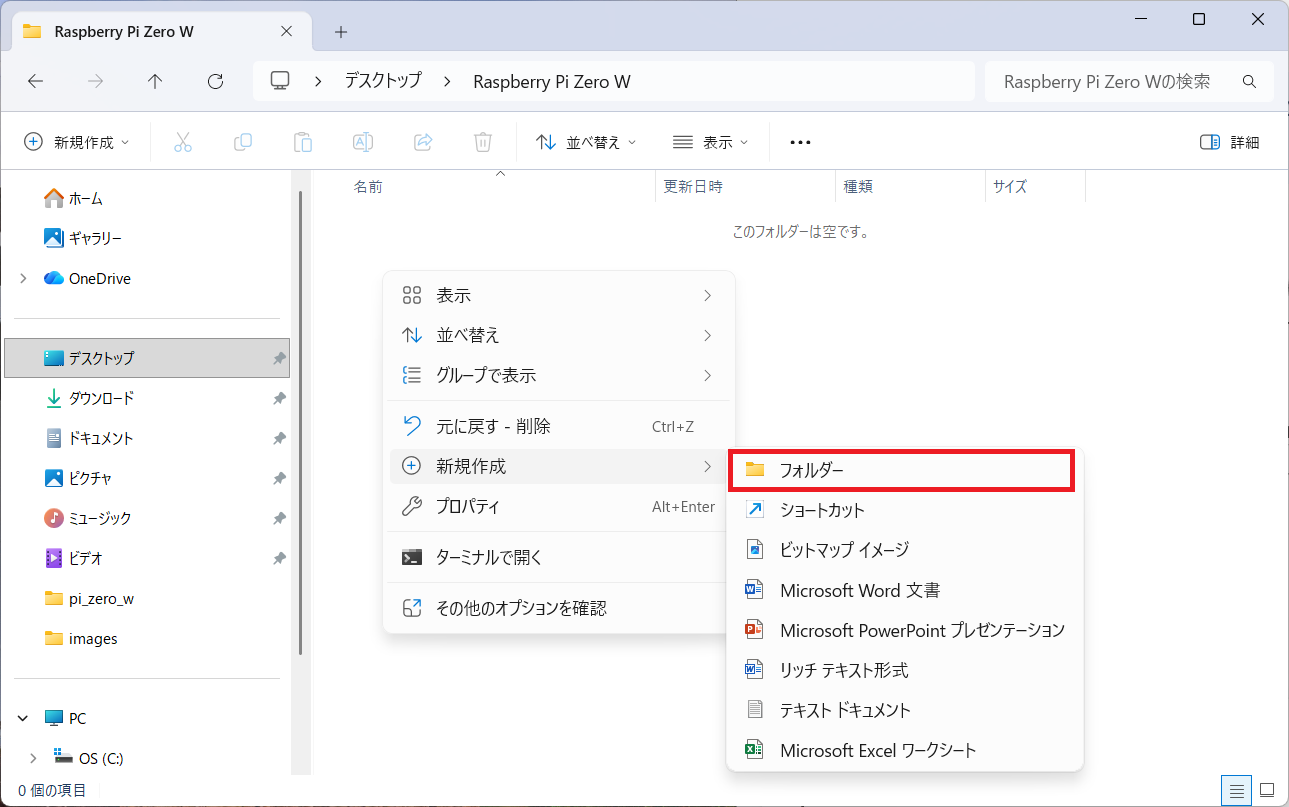 Raspberry Pi Zero W
デスクトップ Raspberry Pi Zero W
Raspberry Pi Zero Wの検索
新規作成 並べ替え 表示 詳細
名前 更新日時 種類 サイズ
このフォルダーは空です。
ホーム
ギャラリー
OneDrive
デスクトップ
ダウンロード
ドキュメント
ピクチャ
ミュージック
ビデオ
pi_zero_w
images
PC
OS (C:)
0 個の項目
表示
並べ替え
グループで表示
元に戻す - 削除 Ctrl+Z
新規作成
プロパティ Alt+Enter
ターミナルで開く
その他のオプションを確認
フォルダー
ショートカット
ビットマップ イメージ
Microsoft Word 文書
Microsoft PowerPoint プレゼンテーション
リッチ テキスト形式
テキスト ドキュメント
Microsoft Excel ワークシート